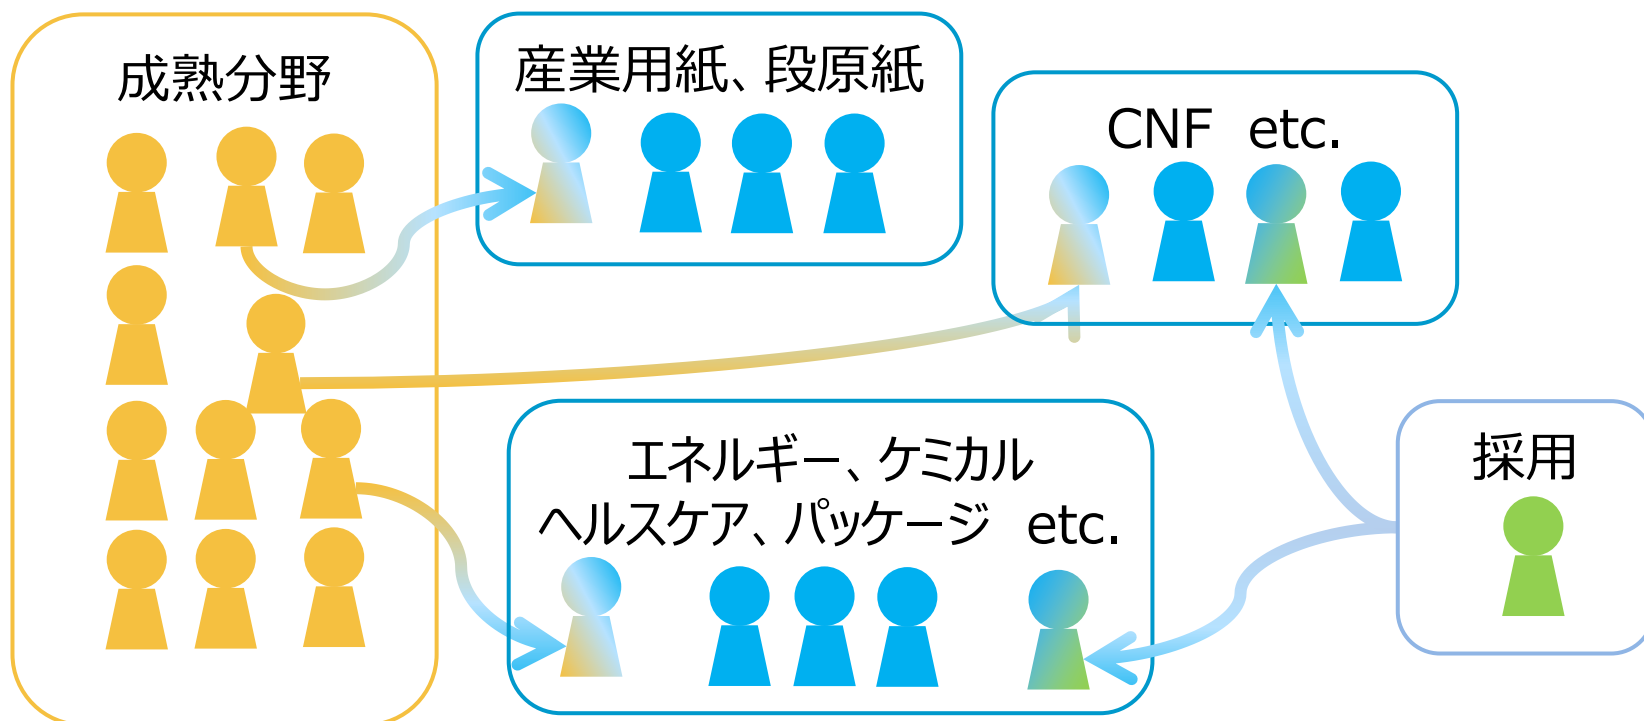 成熟分野
産業用紙、段原紙
CNF　etc.
エネルギー、ケミカル
ヘルスケア、パッケージ　etc.
採用